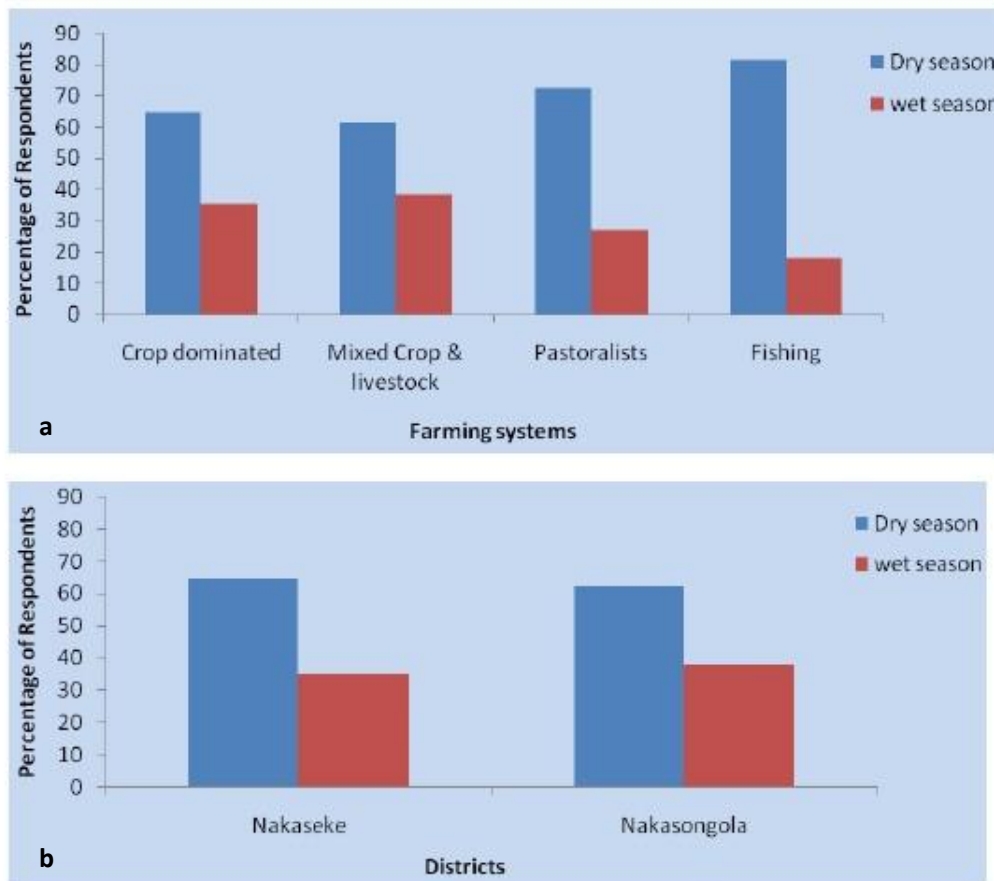 Percentage of Respondents
90
80
70
60
50
40
30
20
10
0
Dry season
wet season
Crop dominated
Mixed Crop &
livestock
Pastoralists
Fishing
a
Farming systems
Percentage of Respondents
90
80
70
60
50
40
30
20
10
0
Dry season
wet season
Nakaseke
Nakasongola
b
Districts